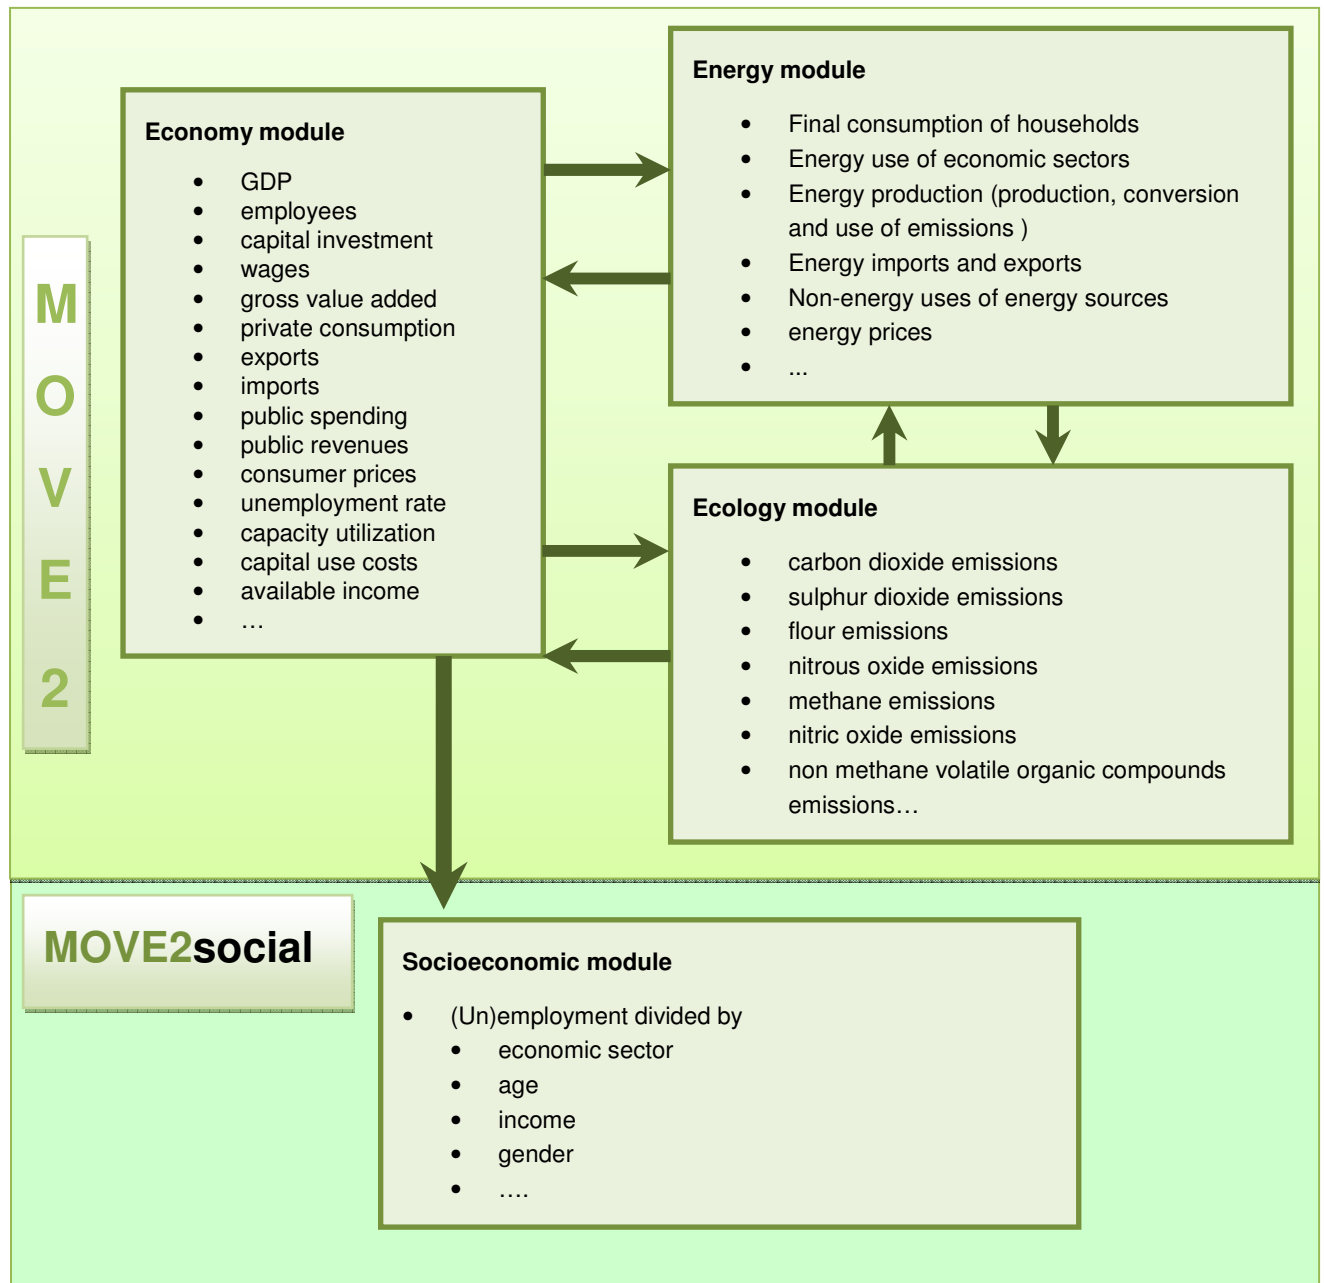 M
O
V
E
2
Economy module
• GDP
• employees
• capital investment
• wages
• gross value added
• private consumption
• exports
• imports
• public spending
• public revenues
• consumer prices
• unemployment rate
• capacity utilization
• capital use costs
• available income
• …
Energy module
• Final consumption of households
• Energy use of economic sectors
• Energy production (production, conversion
and use of emissions )
• Energy imports and exports
• Non-energy uses of energy sources
• energy prices
• ...
Ecology module
• carbon dioxide emissions
• sulphur dioxide emissions
• flour emissions
• nitrous oxide emissions
• methane emissions
• nitric oxide emissions
• non methane volatile organic compounds
emissions…
MOVE2social
Socioeconomic module
• (Un)employment divided by
• economic sector
• age
• income
• gender
• ….